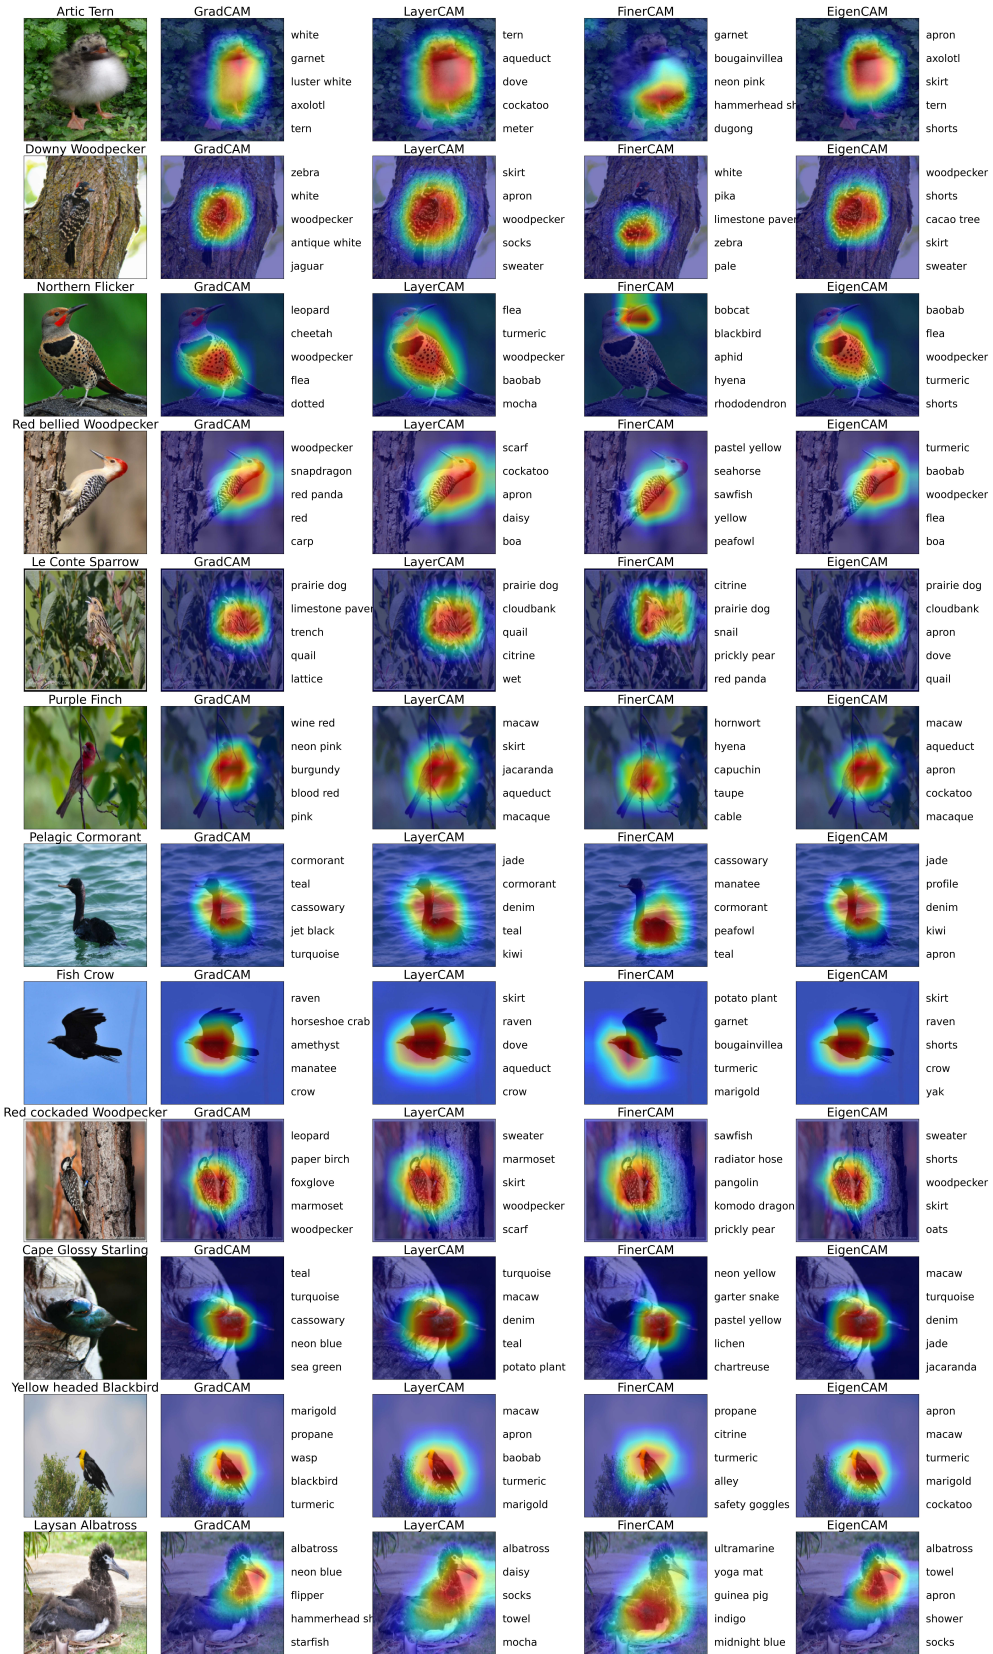 Artic Tern GradCAM LayerCAM FinerCAM EigenCAM
white tern garnet apron
garnet aqueduct bougainvillea axolotl
luster white dove neon pink skirt
axolotl cockatoo hammerhead sh tern
tern meter dugong shorts
Downy Woodpecker GradCAM LayerCAM FinerCAM EigenCAM
zebra skirt white woodpecker
white apron pika shorts
woodpecker woodpecker limestone paver cacao tree
antique white socks zebra skirt
jaguar sweater pale sweater
Northern Flicker GradCAM LayerCAM FinerCAM EigenCAM
leopard flea bobcat baobab
cheetah turmeric blackbird flea
woodpecker woodpecker aphid woodpecker
flea baobab hyena turmeric
dotted mocha rhododendron shorts
Red bellied Woodpecker GradCAM LayerCAM FinerCAM EigenCAM
woodpecker scarf pastel yellow turmeric
snapdragon cockatoo seahorse baobab
red panda apron sawfish woodpecker
red daisy yellow flea
carp boa peafowl boa
Le Conte Sparrow GradCAM LayerCAM FinerCAM EigenCAM
prairie dog prairie dog citrine prairie dog
limestone paver cloudbank prairie dog cloudbank
trench quail snail apron
quail citrine prickly pear dove
lattice wet red panda quail
Purple Finch GradCAM LayerCAM FinerCAM EigenCAM
wine red macaw hornwort macaw
neon pink skirt hyena aqueduct
burgundy jacaranda capuchin apron
blood red aqueduct taupe cockatoo
pink macaque cable macaque
Pelagic Cormorant GradCAM LayerCAM FinerCAM EigenCAM
cormorant jade cassowary jade
teal cormorant manatee profile
cassowary denim cormorant denim
jet black teal peafowl kiwi
turquoise kiwi teal apron
Fish Crow GradCAM LayerCAM FinerCAM EigenCAM
raven skirt potato plant skirt
horseshoe crab raven garnet raven
amethyst dove bougainvillea shorts
manatee aqueduct turmeric crow
crow crow marigold yak
Red cockaded Woodpecker GradCAM LayerCAM FinerCAM EigenCAM
leopard sweater sawfish sweater
paper birch marmoset radiator hose shorts
foxglove skirt pangolin woodpecker
marmoset woodpecker komodo dragon skirt
woodpecker scarf prickly pear oats
Cape Glossy Starling GradCAM LayerCAM FinerCAM EigenCAM
teal turquoise neon yellow macaw
turquoise macaw garter snake turquoise
cassowary denim pastel yellow denim
neon blue teal lichen jade
sea green potato plant chartreuse jacaranda
Yellow headed Blackbird GradCAM LayerCAM FinerCAM EigenCAM
marigold macaw propane apron
propane apron citrine macaw
wasp baobab turmeric turmeric
blackbird turmeric alley marigold
turmeric marigold safety goggles cockatoo
Laysan Albatross GradCAM LayerCAM FinerCAM EigenCAM
albatross albatross ultramarine albatross
neon blue daisy yoga mat towel
flipper socks guinea pig apron
hammerhead sh towel indigo shower
starfish mocha midnight blue socks